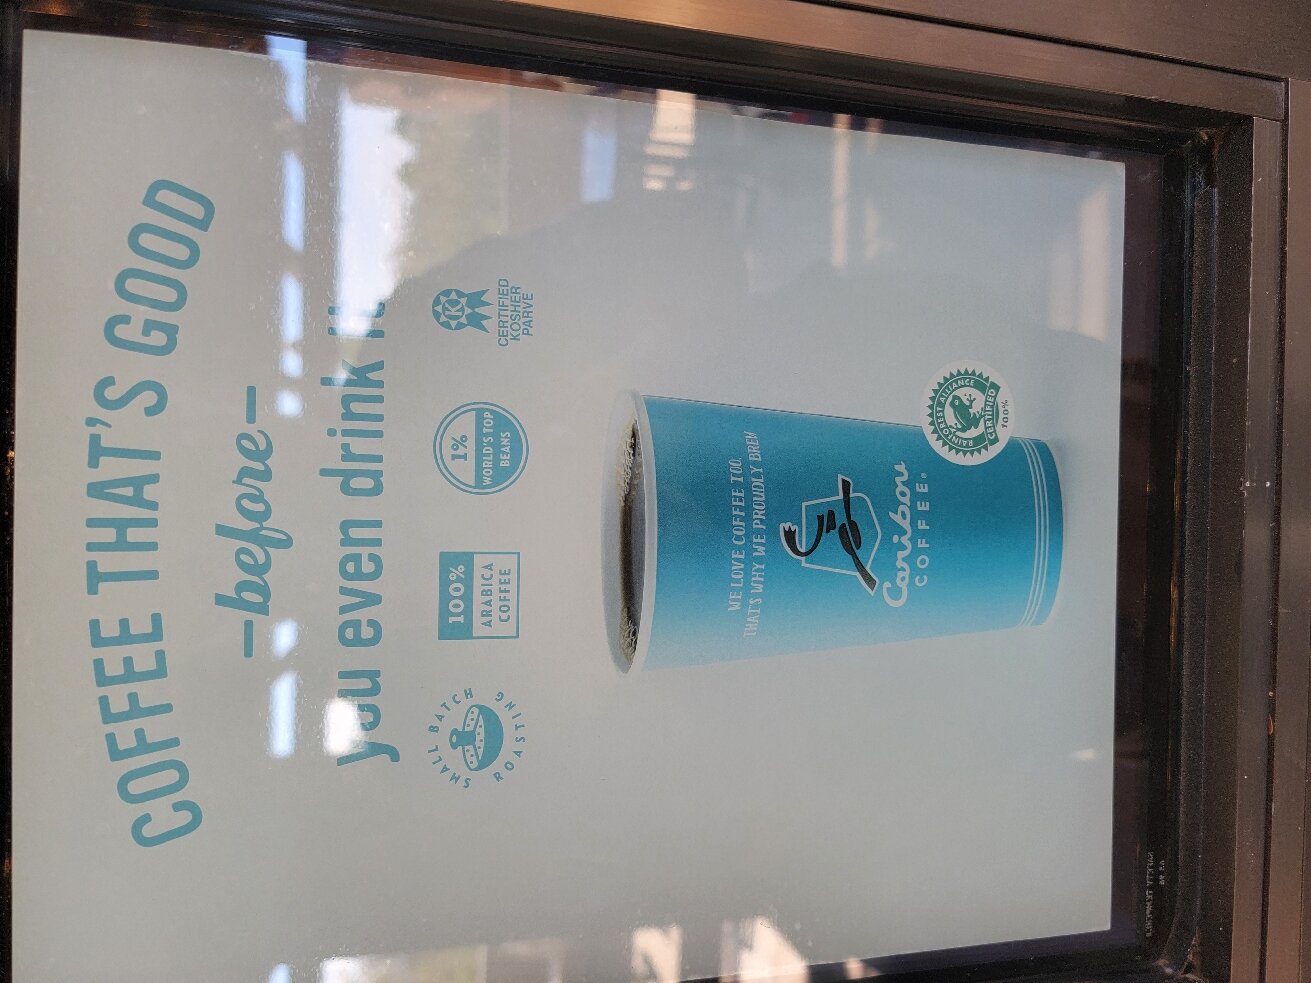 COFFEE THAT'S GOOD
before
you even drink it
SMALL BATCH
ROASTING
100%
ARABICA
COFFEE
1%
WORLD'S TOP
BEANS
K
CERTIFIED
KOSHER
PARVE
WE LOVE COFFEE TOO.
THAT'S WHY WE PROUDLY BREW
Caribou
COFFEE®
RAINFOREST ALLIANCE
CERTIFIED
100%